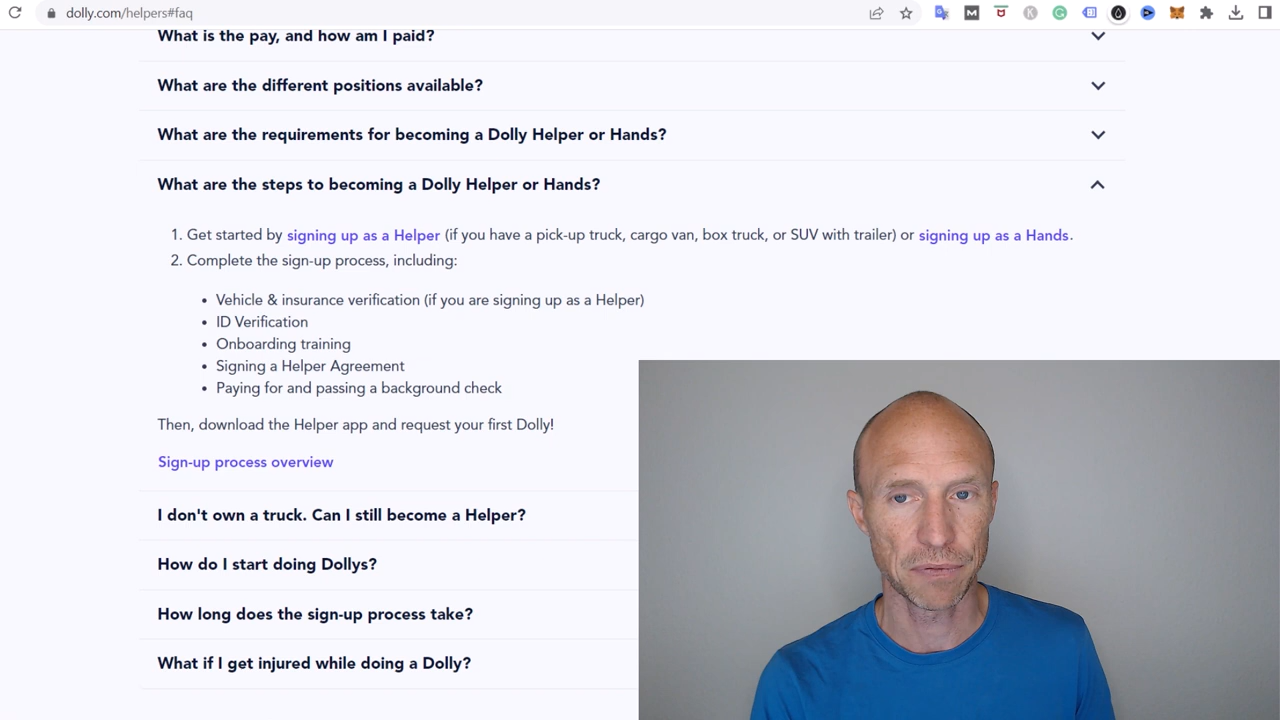 dolly.com/helpers#faq
What is the pay, and how am I paid?
What are the different positions available?
What are the requirements for becoming a Dolly Helper or Hands?
What are the steps to becoming a Dolly Helper or Hands?
1. Get started by signing up as a Helper (if you have a pick-up truck, cargo van, box truck, or SUV with trailer) or signing up as a Hands.
2. Complete the sign-up process, including:
• Vehicle & insurance verification (if you are signing up as a Helper)
• ID Verification
• Onboarding training
• Signing a Helper Agreement
• Paying for and passing a background check
Then, download the Helper app and request your first Dolly!
Sign-up process overview
I don't own a truck. Can I still become a Helper?
How do I start doing Dollys?
How long does the sign-up process take?
What if I get injured while doing a Dolly?